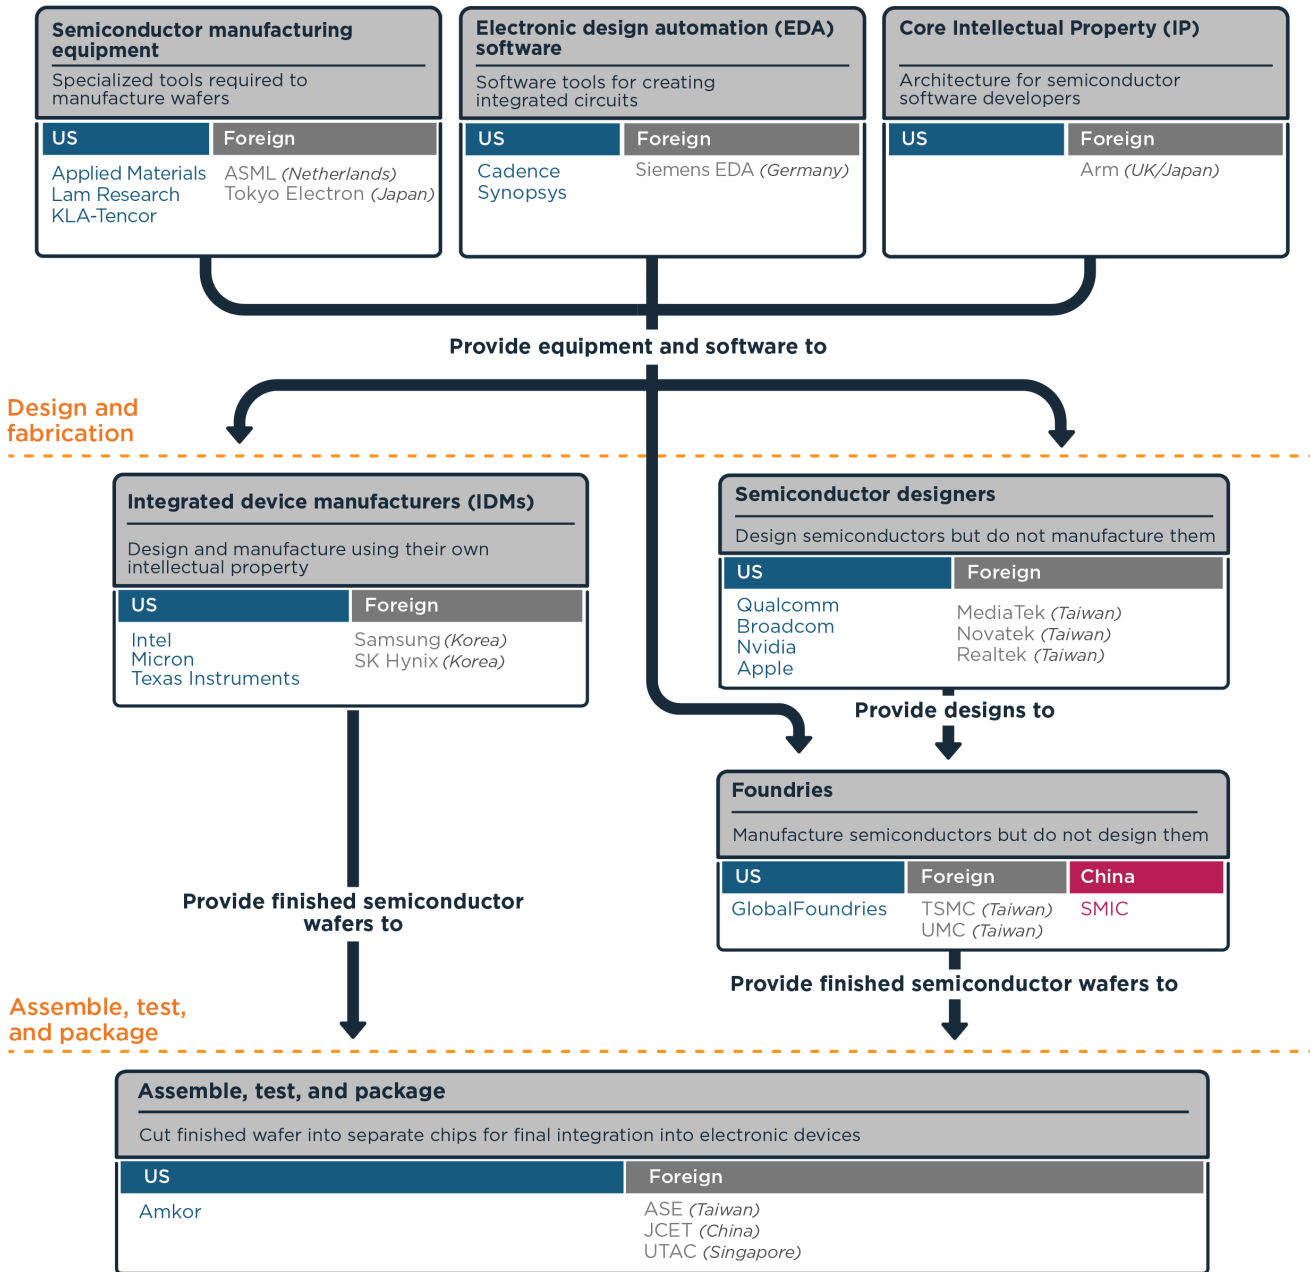 Semiconductor manufacturing
equipment
Specialized tools required to
manufacture wafers
US
Foreign
Applied Materials
Lam Research
KLA-Tencor
ASML (Netherlands)
Tokyo Electron (Japan)
Electronic design automation (EDA)
software
Software tools for creating
integrated circuits
US
Foreign
Cadence
Synopsys
Siemens EDA (Germany)
Core Intellectual Property (IP)
Architecture for semiconductor
software developers
US
Foreign
Arm (UK/Japan)
Provide equipment and software to
Design and
fabrication
Integrated device manufacturers (IDMs)
Design and manufacture using their own
intellectual property
US
Foreign
Intel
Micron
Texas Instruments
Samsung (Korea)
SK Hynix (Korea)
Semiconductor designers
Design semiconductors but do not manufacture them
US
Foreign
Qualcomm
Broadcom
Nvidia
Apple
MediaTek (Taiwan)
Novatek (Taiwan)
Realtek (Taiwan)
Provide designs to
Foundries
Manufacture semiconductors but do not design them
US
Foreign
China
GlobalFoundries
TSMC (Taiwan)
UMC (Taiwan)
SMIC
Provide finished semiconductor
wafers to
Provide finished semiconductor wafers to
Assemble, test,
and package
Assemble, test, and package
Cut finished wafer into separate chips for final integration into electronic devices
US
Foreign
Amkor
ASE (Taiwan)
JCET (China)
UTAC (Singapore)